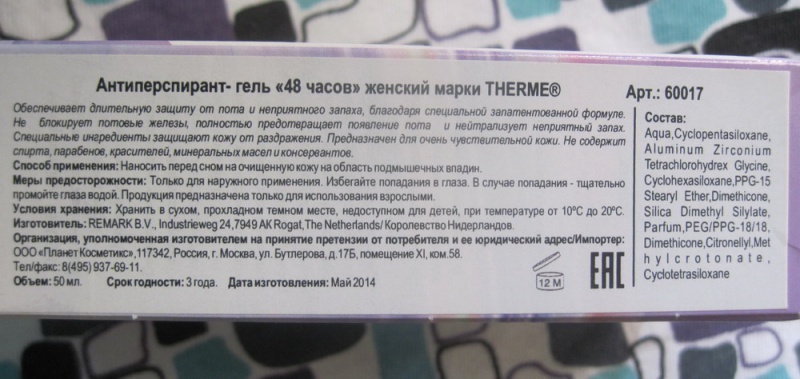 Антиперспирант- гель «48 часов» женский марки THERME®
Арт.: 60017
Обеспечивает длительную защиту от пота и неприятного запаха, благодаря специальной запатентованной формуле.
Не блокирует потовые железы, полностью предотвращает появление пота и нейтрализует неприятный запах.
Специальные ингредиенты защищают кожу от раздражения. Предназначен для очень чувствительной кожи. Не содержит
спирта, парабенов, красителей, минеральных масел и консервантов.
Способ применения: Наносить перед сном на очищенную кожу на область подмышечных впадин.
Меры предосторожности: Только для наружного применения. Избегайте попадания в глаза. В случае попадания - тщательно
промойте глаза водой. Продукция предназначена только для использования взрослыми.
Условия хранения: Хранить в сухом, прохладном темном месте, недоступном для детей, при температуре от 10ºС до 20ºС.
Изготовитель: REMARK B.V., Industrieweg 24,7949 AK Rogat,The Netherlands/ Королевство Нидерландов.
Организация, уполномоченная изготовителем на принятие претензии от потребителя и ее юридический адрес/Импортер:
ООО «Планет Косметикс»,117342, Россия, г. Москва, ул. Бутлерова, д.17Б, помещение XI, ком.58.
Тел/факс: 8(495) 937-69-11.
Объем: 50 мл. Срок годности: 3 года. Дата изготовления: Май 2014
12 M
EAC
Состав:
Aqua,Cyclopentasiloxane,
Aluminum Zirconium
Tetrachlorohydrex Glycine,
Cyclohexasiloxane,PPG-15
Stearyl Ether,Dimethicone,
Silica Dimethyl Silylate,
Parfum,PEG/PPG-18/18,
Dimethicone,Citronellyl,Met
hylcrotonate,
Cyclotetrasiloxane